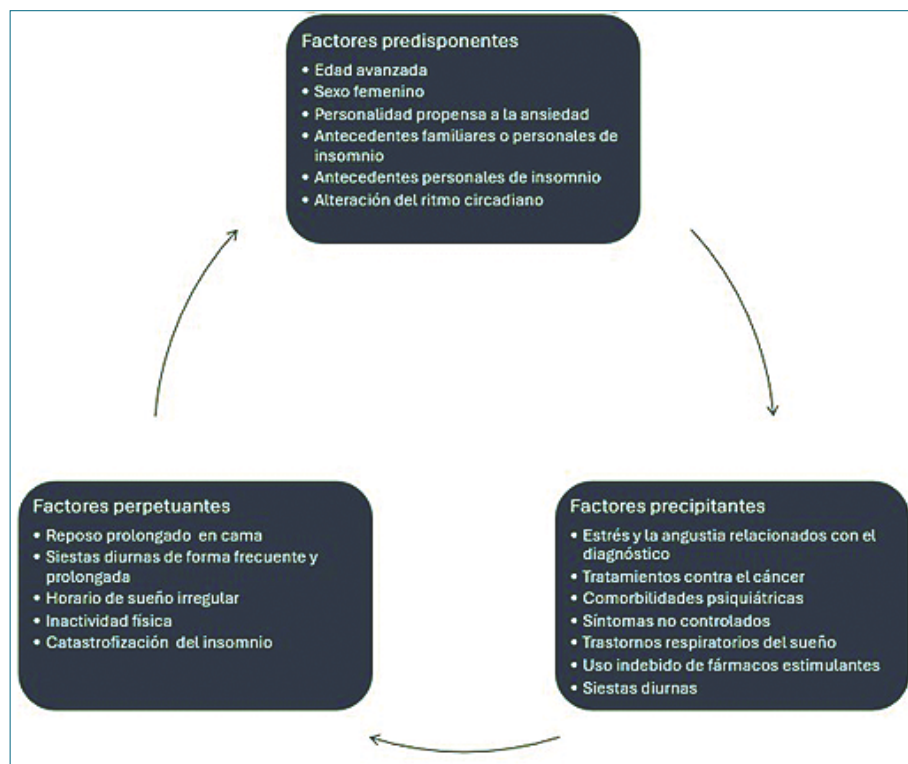 Factores predisponentes
• Edad avanzada
• Sexo femenino
• Personalidad propensa a la ansiedad
• Antecedentes familiares o personales de
insomnio
• Antecedentes personales de insomnio
• Alteración del ritmo circadiano
Factores perpetuantes
• Reposo prolongado en cama
• Siestas diurnas de forma frecuente y
prolongada
• Horario de sueño irregular
• Inactividad física
• Catastrofización del insomnio
Factores precipitantes
• Estrés y la angustia relacionados con el
diagnóstico
• Tratamientos contra el cáncer
• Comorbilidades psiquiátricas
• Síntomas no controlados
• Trastornos respiratorios del sueño
• Uso indebido de fármacos estimulantes
• Siestas diurnas